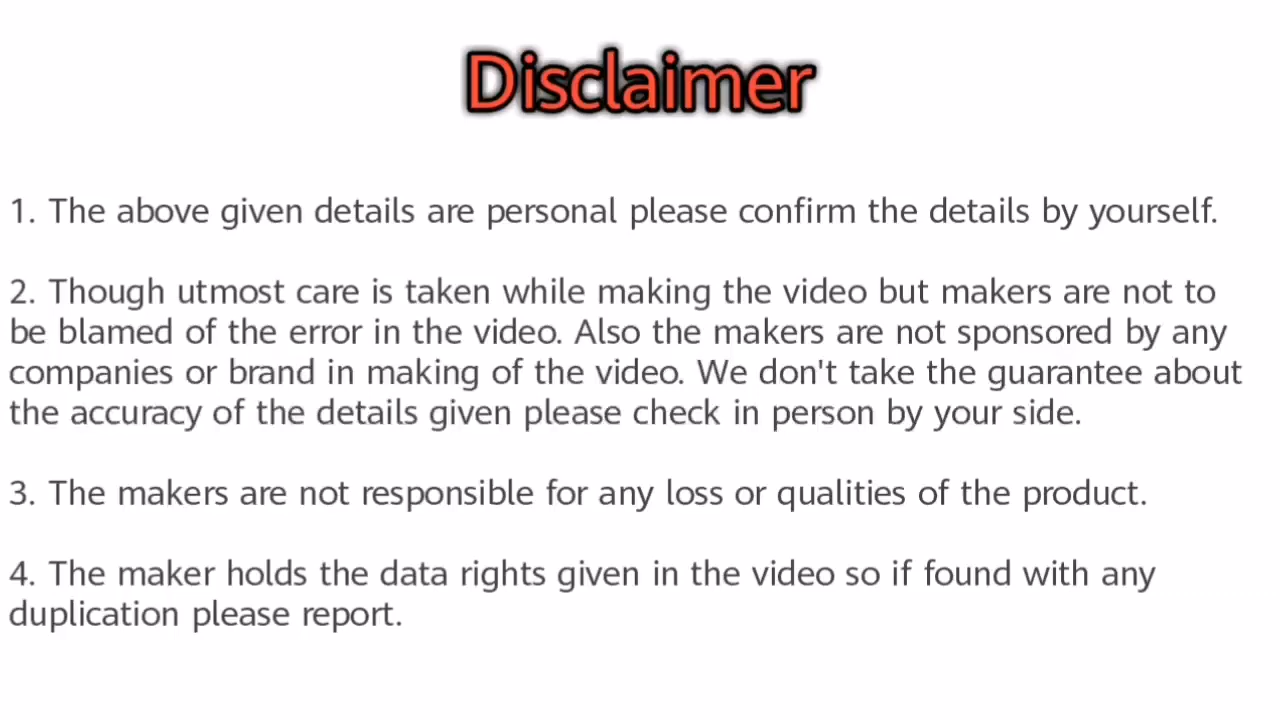 Disclaimer
1. The above given details are personal please confirm the details by yourself.
2. Though utmost care is taken while making the video but makers are not to
be blamed of the error in the video. Also the makers are not sponsored by any
companies or brand in making of the video. We don't take the guarantee about
the accuracy of the details given please check in person by your side.
3. The makers are not responsible for any loss or qualities of the product.
4. The maker holds the data rights given in the video so if found with any
duplication please report.